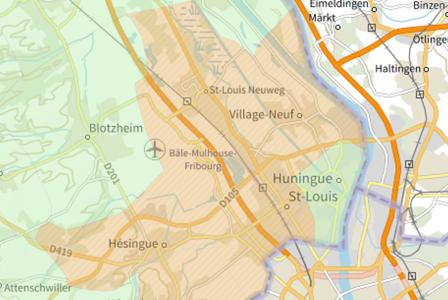 Eimeldingen
Binzen
Märkt
Ötlingen
Haltingen
St-Louis Neuweg
Village-Neuf
Blotzheim
Bâle-Mulhouse-
Fribourg
D201
Huningue
St-Louis
D105
Hésingue
D419
Attenschwiller